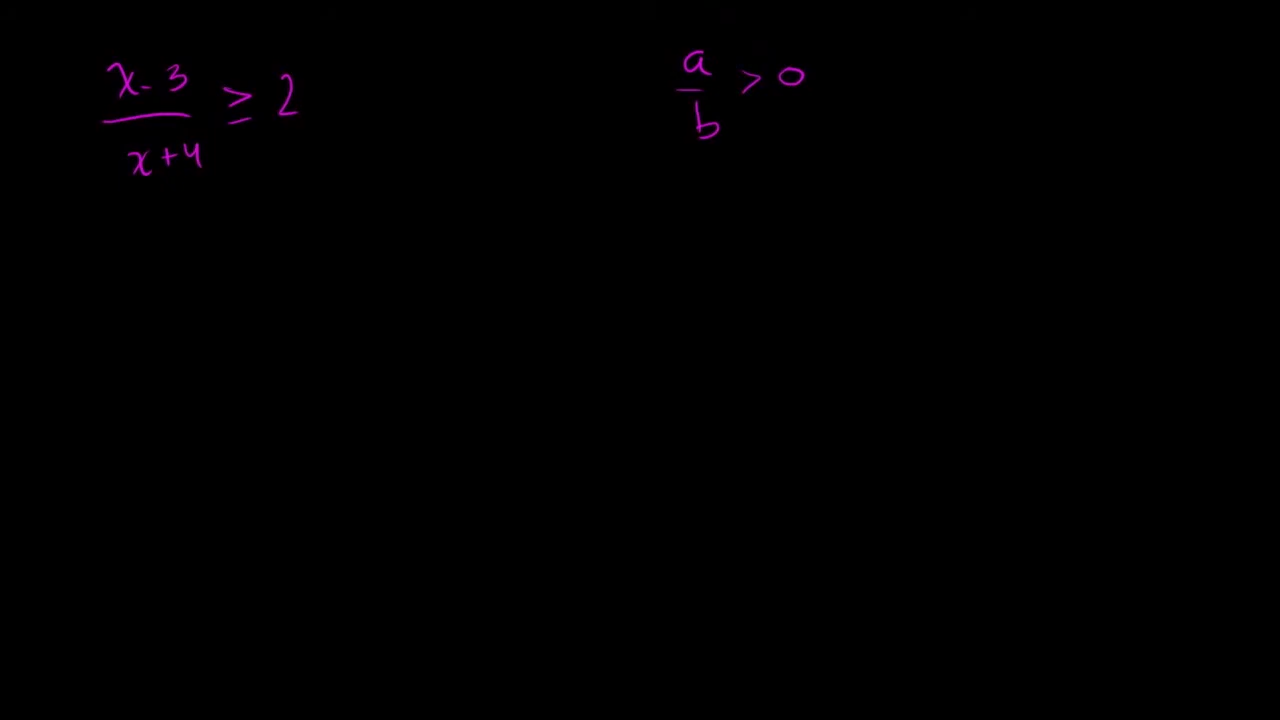 x - 3 / x + 4 ≥ 2
a / b > 0